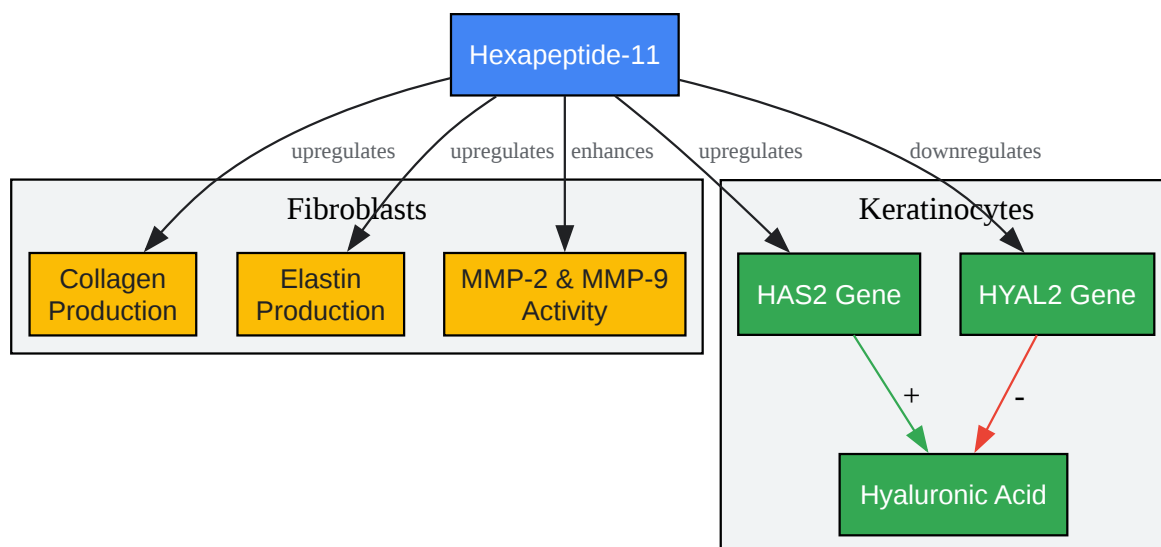 Hexapeptide-11
upregulates
upregulates
enhances
upregulates
downregulates
Fibroblasts
Keratinocytes
Collagen
Production
Elastin
Production
MMP-2 & MMP-9
Activity
HAS2 Gene
HYAL2 Gene
+
-
Hyaluronic Acid